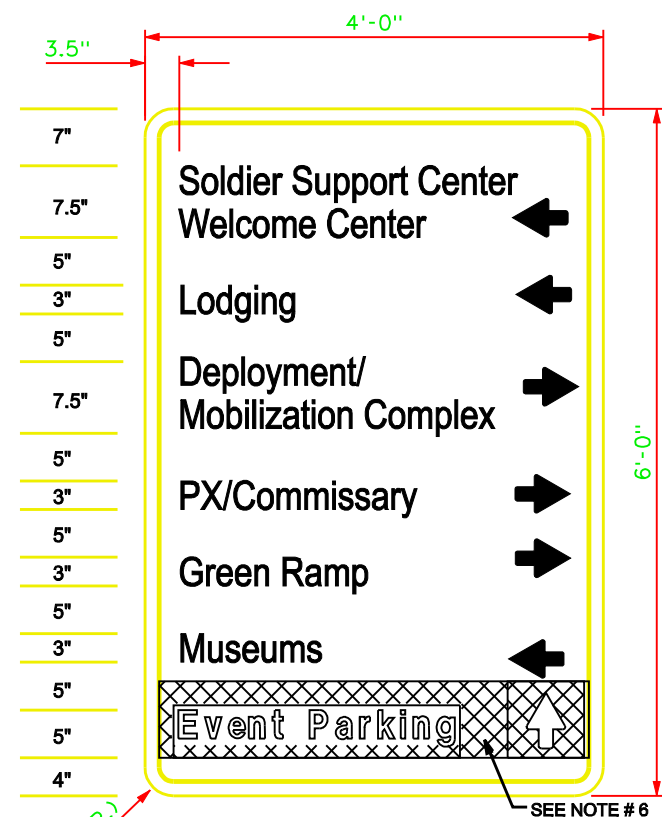 4'-0"
3.5"
7"
Soldier Support Center
7.5"
Welcome Center
5"
3"
Lodging
5"
Deployment/
7.5"
Mobilization Complex
5"
6'-0"
3"
PX/Commissary
5"
3"
Green Ramp
5"
3"
Museums
5"
5"
Event Parking
4"
SEE NOTE # 6